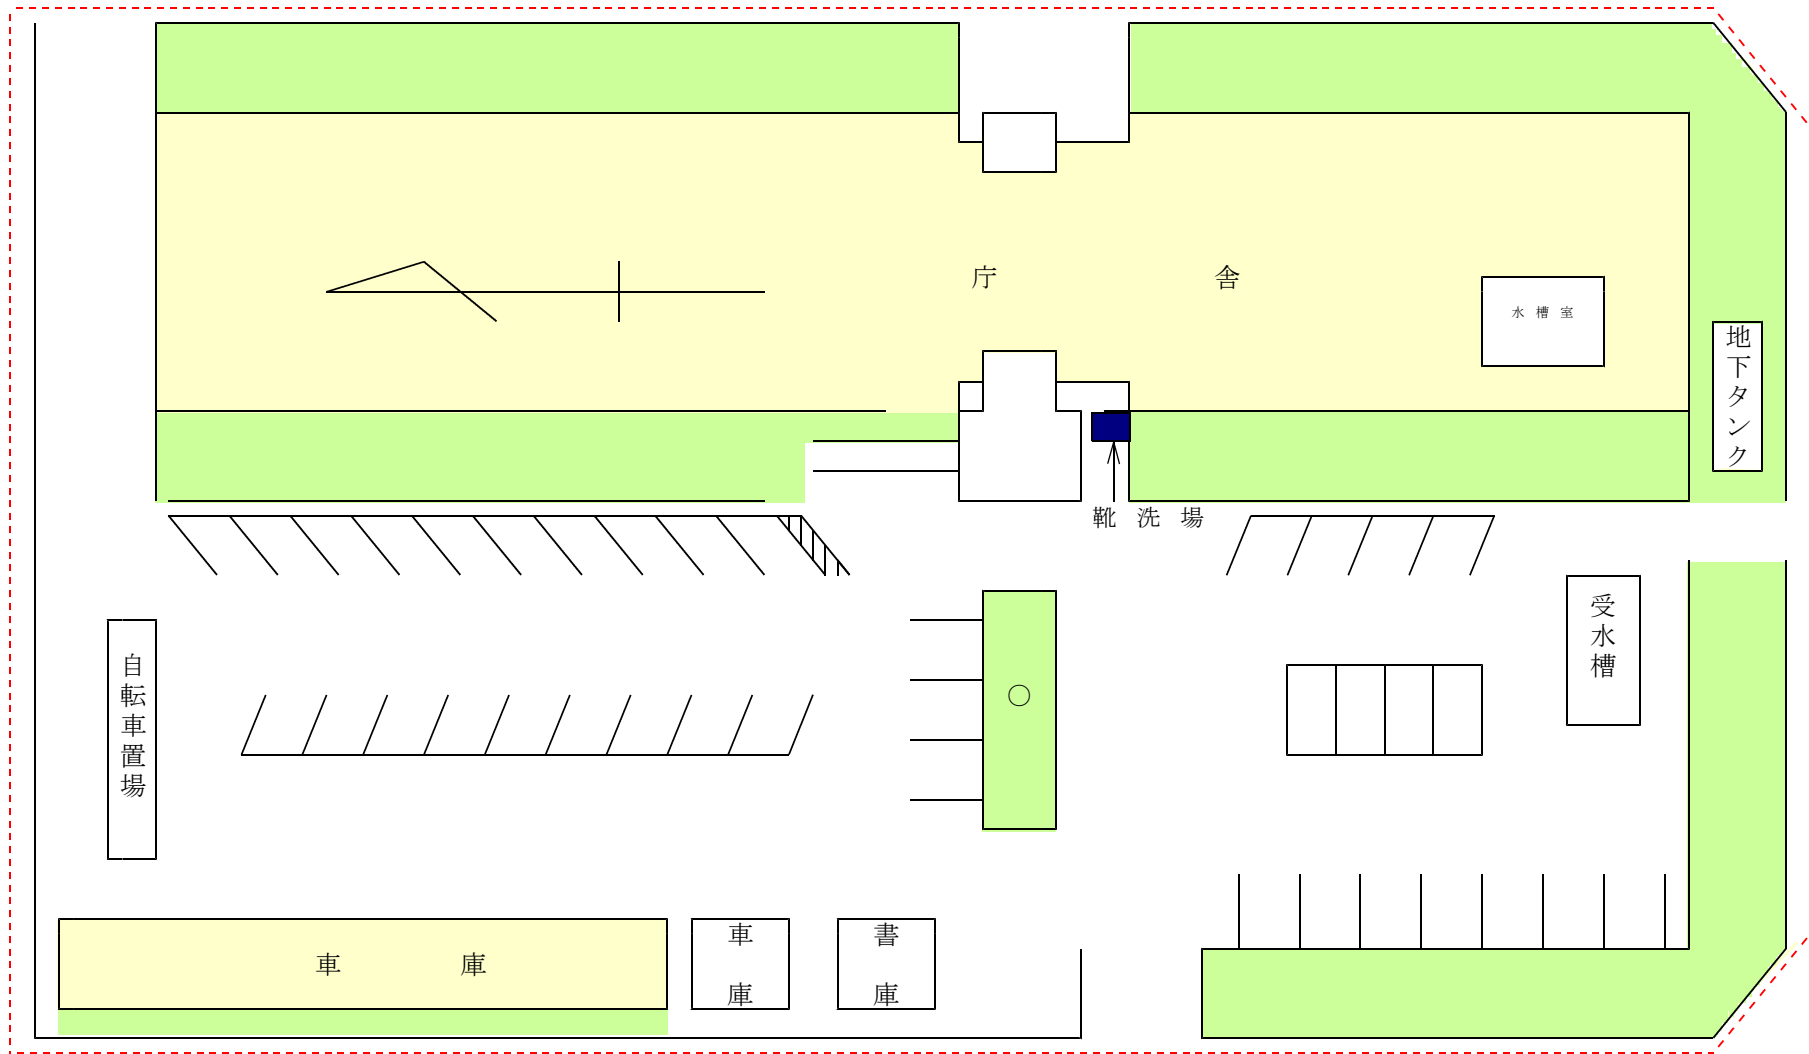 庁 舎
水 槽 室
地下タンク
靴 洗 場
受水槽
自転車置場
〇
車 庫
車庫
書庫